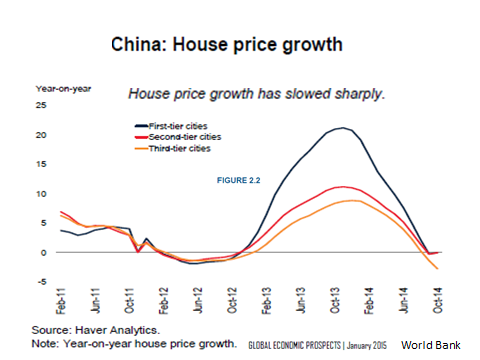 China: House price growth
Year-on-year
House price growth has slowed sharply.
25
20
15
10
5
0
-5
First-tier cities
Second-tier cities
Third-tier cities
FIGURE 2.2
Feb-11
Jun-11
Oct-11
Feb-12
Jun-12
Oct-12
Feb-13
Jun-13
Oct-13
Feb-14
Jun-14
Oct-14
Source: Haver Analytics.
Note: Year-on-year house price growth. GLOBAL ECONOMIC PROSPECTS | January 2015 World Bank